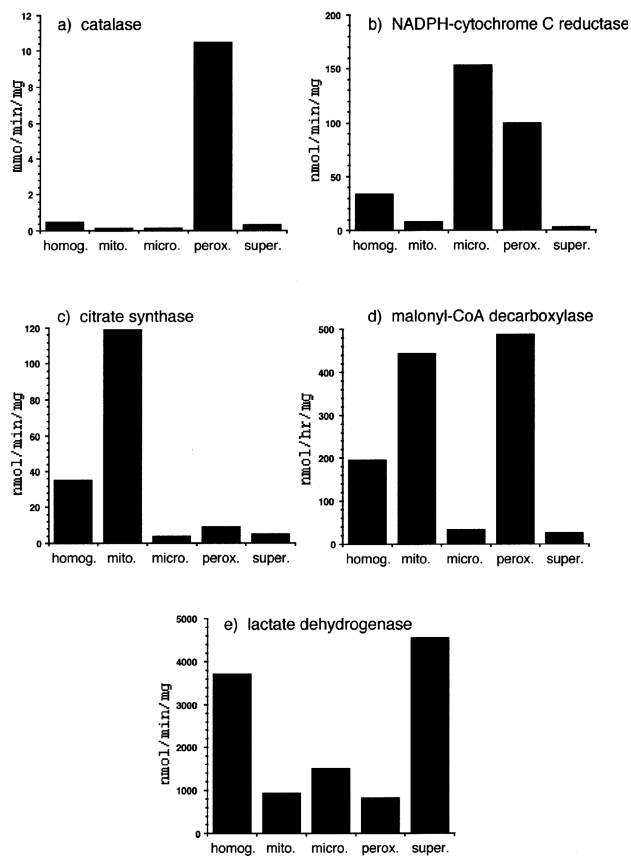 a) catalase
mmo/min/mg
12
10
8
6
4
2
0
homog. mito. micro. perox. super.
b) NADPH-cytochrome C reductase
nmol/min/mg
200
150
100
50
0
homog. mito. micro. perox. super.
c) citrate synthase
nmol/min/mg
120
100
80
60
40
20
0
homog. mito. micro. perox. super.
d) malonyl-CoA decarboxylase
nmol/hr/mg
500
400
300
200
100
0
homog. mito. micro. perox. super.
e) lactate dehydrogenase
nmol/min/mg
5000
4000
3000
2000
1000
0
homog. mito. micro. perox. super.